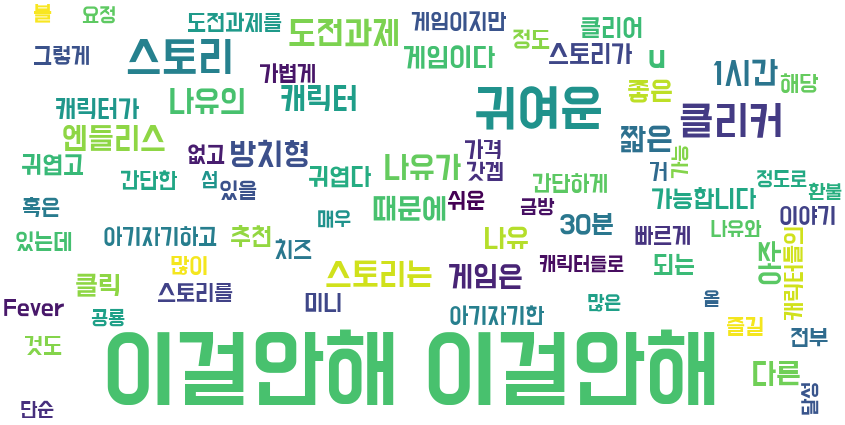 불 요정 도전과제를 도전과제 게임이지만 정도 클리어
그렇게 스토리 가볍게 게임이다 스토리가 u 1시간 해당
캐릭터가 나유의 캐릭터 귀여운 좋은 클리커
엔들리스 없고 방치형 나유가 가격 갓겜 짧은 거 가능
귀엽고 간단한 섬 있을 귀엽다 쉬운 간단하게 가능합니다 정도로 환불
혹은 때문에 금방 30분 이야기
있는데 아기자기하고 추천 치즈 매우 나유 빠르게 나유와
많이 스토리는 게임은 캐릭터들로 되는 동작 캐릭터들의
클릭 스토리를
Fever 공룡 미니 아기자기한 많은 올 즐길 전부
것도 이걸안해 이걸안해 다른
단순 달성